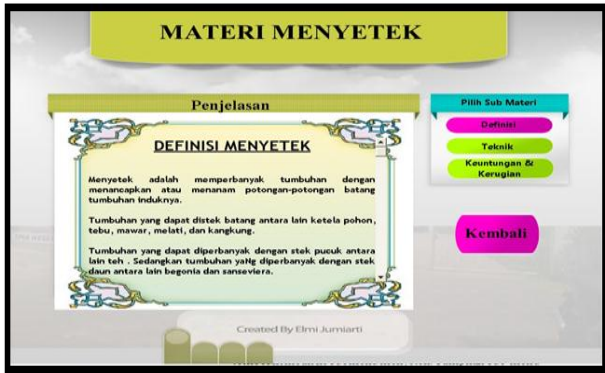 MATERI MENYETEK
Penjelasan
DEFINISI MENYETEK
Menyetek adalah memperbanyak tumbuhan dengan
menancapkan atau menanam potongan-potongan batang
tumbuhan induknya.
Tumbuhan yang dapat distek batang antara lain ketela pohon,
tebu, mawar, melati, dan kangkung.
Tumbuhan yang dapat diperbanyak dengan stek pucuk antara
lain teh . Sedangkan tumbuhan yaNg diperbanyak dengan stek
daun antara lain begonia dan sanseviera.
Pilih Sub Materi
Definisi
Teknik
Keuntungan &
Kerugian
Kembali
Created By Elmi Jumiarti